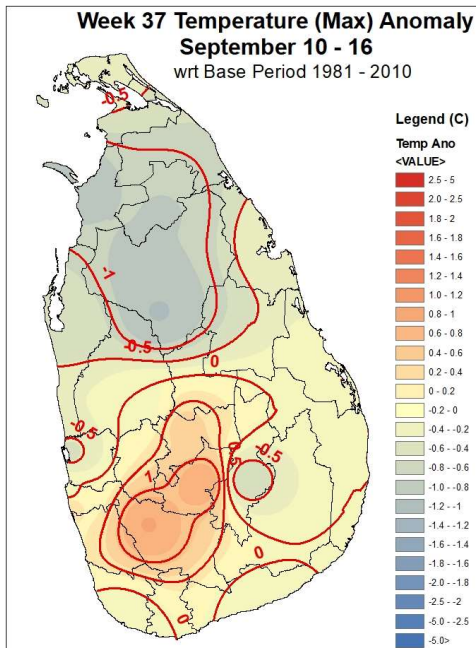 Week 37 Temperature (Max) Anomaly
September 10 - 16
wrt Base Period 1981 - 2010
Legend (C)
Temp Ano
<VALUE>
2.5 - 5
2.0 - 2.5
1.8 - 2
1.6 - 1.8
1.4 - 1.6
1.2 - 1.4
1.0 - 1.2
0.8 - 1
0.6 - 0.8
0.4 - 0.6
0.2 - 0.4
0 - 0.2
-0.2 - 0
-0.4 - -0.2
-0.6 - -0.4
-0.8 - -0.6
-1.0 - -0.8
-1.2 - -1
-1.4 - -1.2
-1.6 - -1.4
-1.8 - -1.6
-2.0 - -1.8
-2.5 - -2
-5.0 - -2.5
-5.0>
-0.5
-1
-0.5
0
-0.5
0.5
-0.5
1
0
0